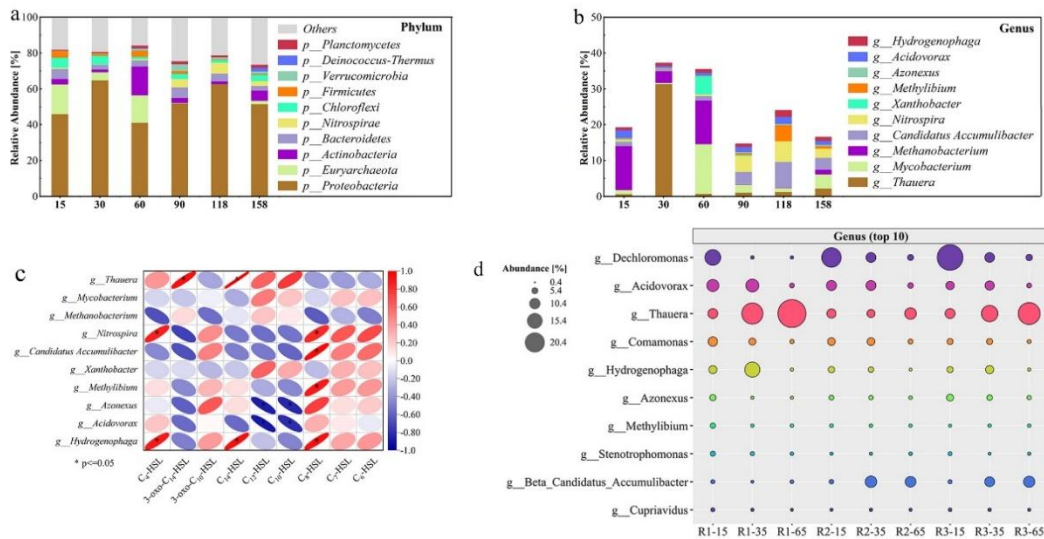 a
Phylum
Relative Abundance [%]
100
80
60
40
20
0
15 30 60 90 118 158
Others
p__Planctomycetes
p__Deinococcus-Thermus
p__Verrucomicrobia
p__Firmicutes
p__Chloroflexi
p__Nitrospirae
p__Bacteroidetes
p__Actinobacteria
p__Euryarchaeota
p__Proteobacteria
b
Genus
Relative Abundance [%]
50
40
30
20
10
0
15 30 60 90 118 158
g__Hydrogenophaga
g__Acidovorax
g__Azonexus
g__Methylibium
g__Xanthobacter
g__Nitrospira
g__Candidatus Accumulibacter
g__Methanobacterium
g__Mycobacterium
g__Thauera
c
g__Thauera
g__Mycobacterium
g__Methanobacterium
g__Nitrospira
g__Candidatus Accumulibacter
g__Xanthobacter
g__Methylibium
g__Azonexus
g__Acidovorax
g__Hydrogenophaga
* p<=0.05
C4-HSL
3-oxo-C14-HSL
3-oxo-C10-HSL
C14-HSL
C12-HSL
C10-HSL
C8-HSL
C7-HSL
C6-HSL
1.0
0.80
0.60
0.40
0.20
0.0
-0.20
-0.40
-0.60
-0.80
-1.0
d
Genus (top 10)
Abundance [%]
0.4
5.4
10.4
15.4
20.4
g__Dechloromonas
g__Acidovorax
g__Thauera
g__Comamonas
g__Hydrogenophaga
g__Azonexus
g__Methylibium
g__Stenotrophomonas
g__Beta_Candidatus_Accumulibacter
g__Cupriavidus
R1-15 R1-35 R1-65 R2-15 R2-35 R2-65 R3-15 R3-35 R3-65